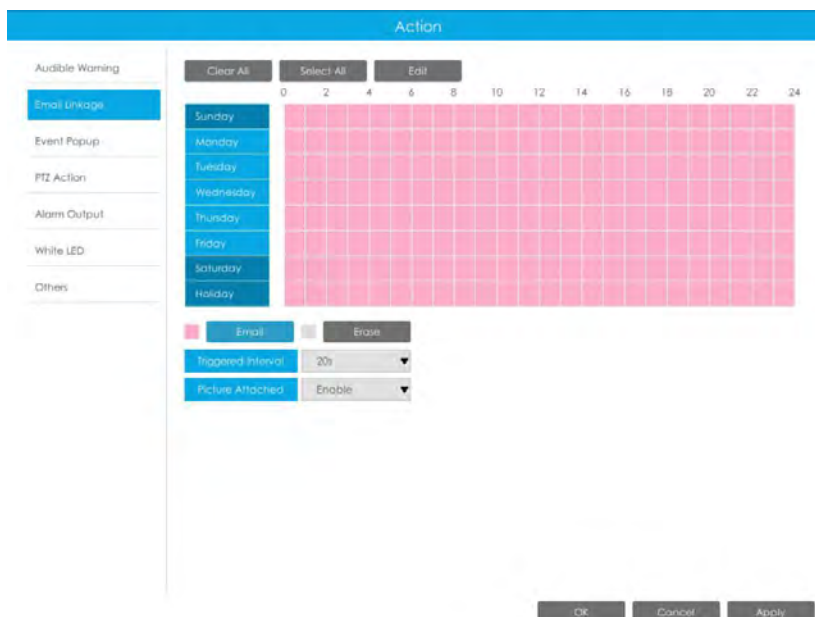 Action
Audible Warning
Email Linkage
Event Popup
PTZ Action
Alarm Output
White LED
Others
Clear All Select All Edit
0 2 4 6 8 10 12 14 16 18 20 22 24
Sunday
Monday
Tuesday
Wednesday
Thursday
Friday
Saturday
Holiday
Email Erase
Triggered Interval 20s
Picture Attached Enable
OK Cancel Apply